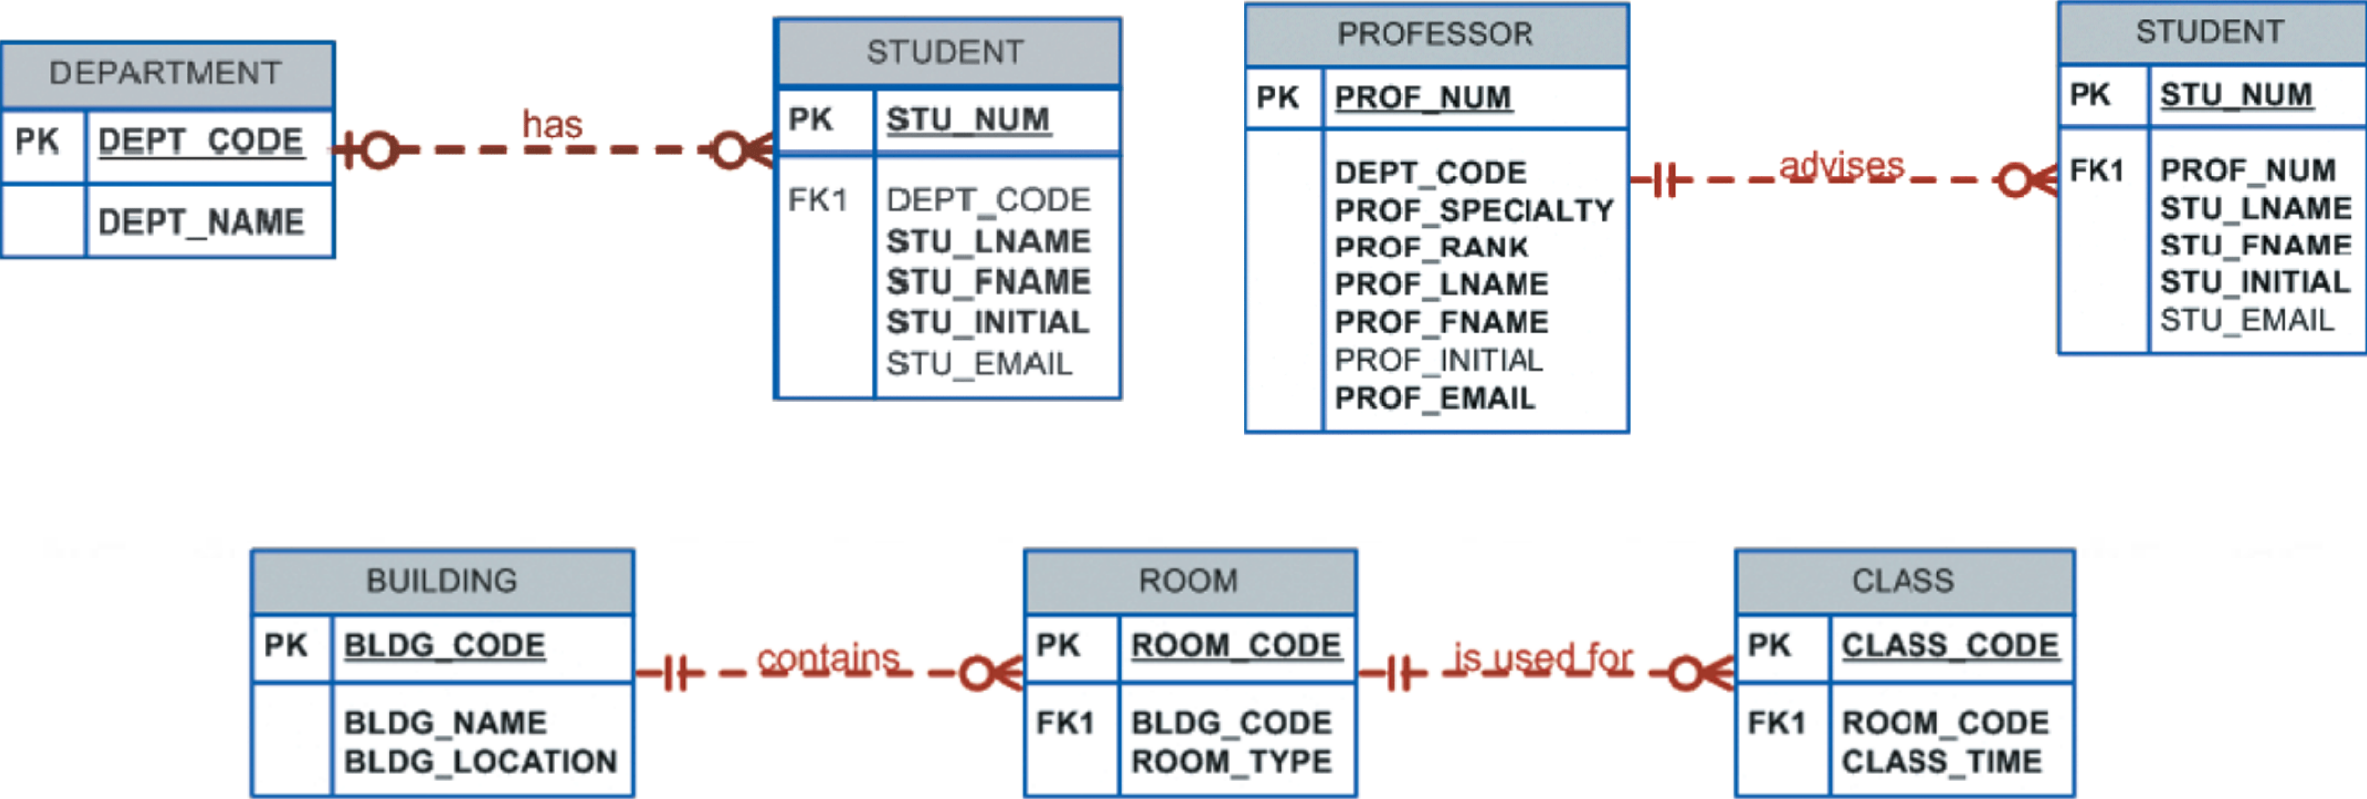 DEPARTMENT
PK DEPT_CODE
DEPT_NAME
has
STUDENT
PK STU_NUM
FK1 DEPT_CODE
STU_LNAME
STU_FNAME
STU_INITIAL
STU_EMAIL
PROFESSOR
PK PROF_NUM
DEPT_CODE
PROF_SPECIALTY
PROF_RANK
PROF_LNAME
PROF_FNAME
PROF_INITIAL
PROF_EMAIL
advises
STUDENT
PK STU_NUM
FK1 PROF_NUM
STU_LNAME
STU_FNAME
STU_INITIAL
STU_EMAIL
BUILDING
PK BLDG_CODE
BLDG_NAME
BLDG_LOCATION
contains
ROOM
PK ROOM_CODE
FK1 BLDG_CODE
ROOM_TYPE
is used for
CLASS
PK CLASS_CODE
FK1 ROOM_CODE
CLASS_TIME